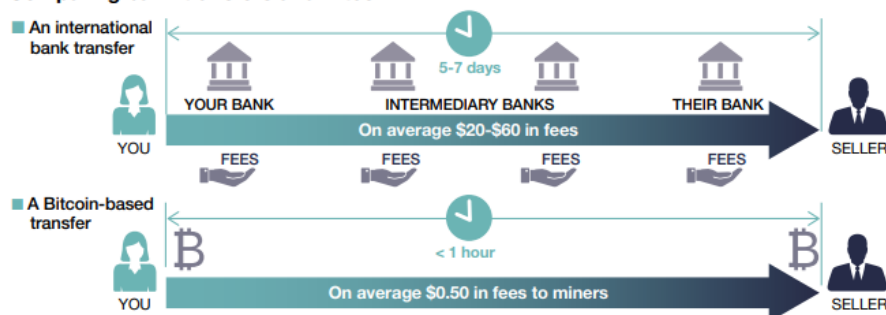 An international
bank transfer
5-7 days
YOUR BANK
INTERMEDIARY BANKS
THEIR BANK
On average $20-$60 in fees
YOU
SELLER
FEES
FEES
FEES
FEES
A Bitcoin-based
transfer
< 1 hour
On average $0.50 in fees to miners
YOU
SELLER